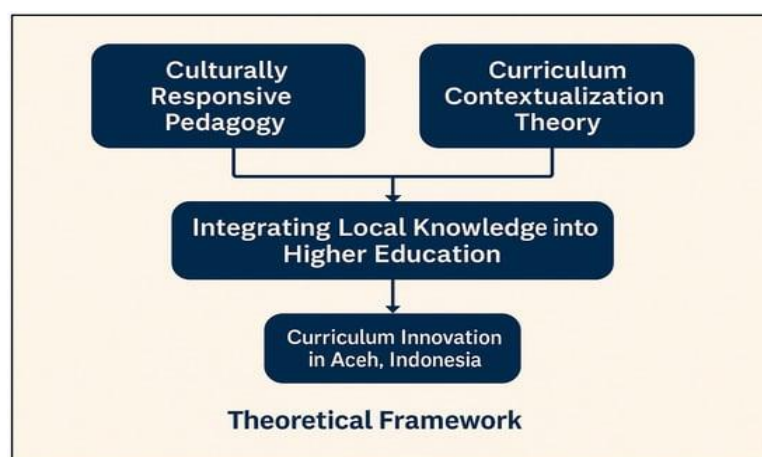 Culturally
Responsive
Pedagogy
Curriculum
Contextualization
Theory
Integrating Local Knowledge into
Higher Education
Curriculum Innovation
in Aceh, Indonesia
Theoretical Framework